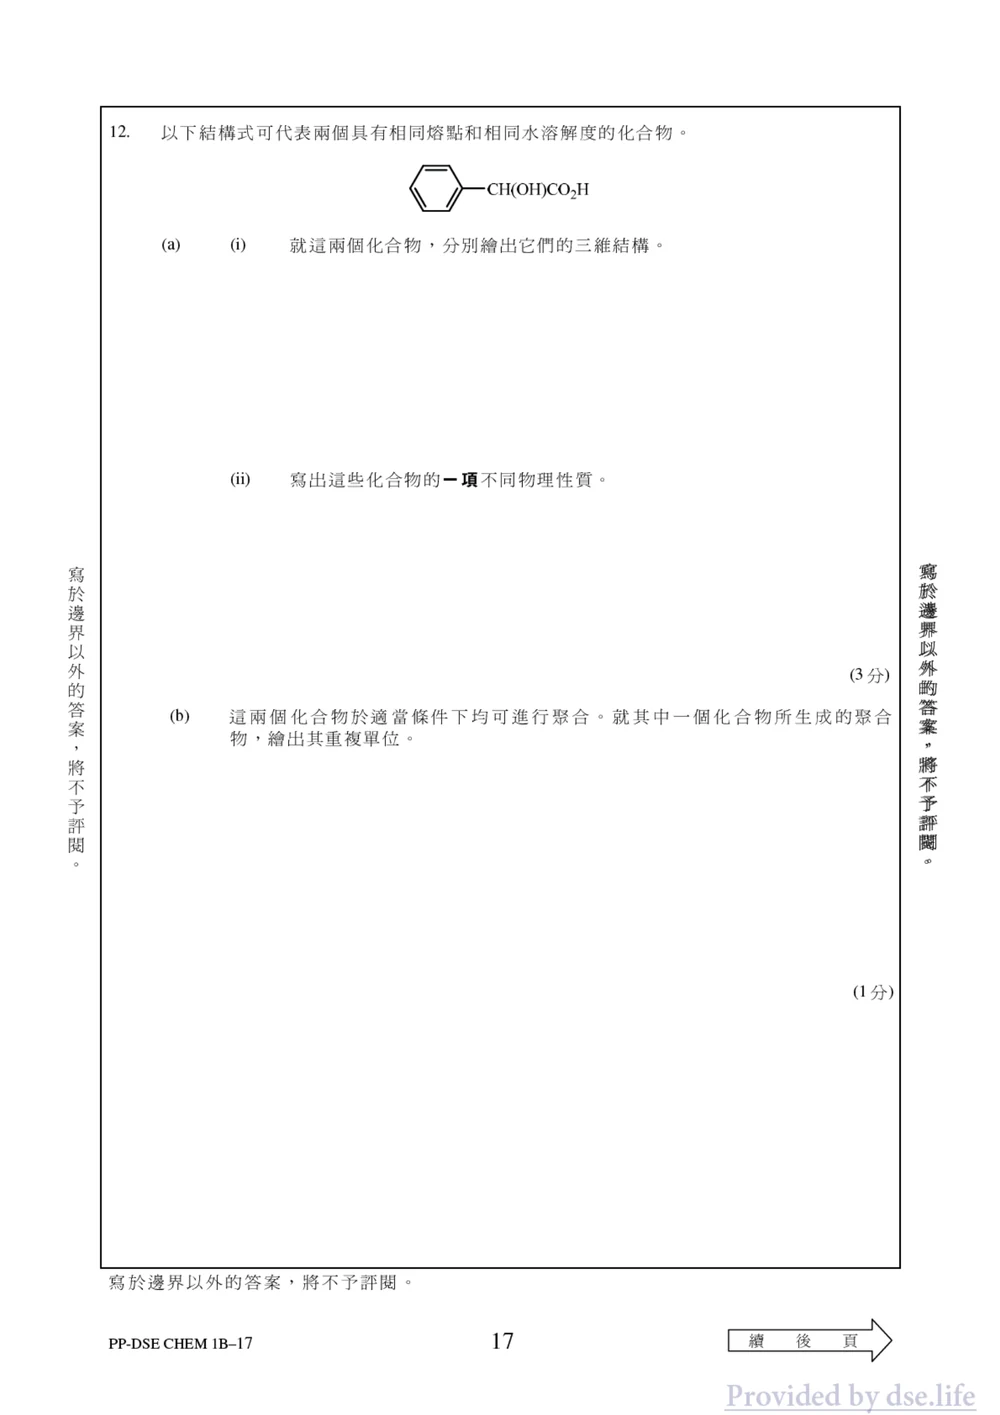 12. 以下結構式可代表兩個具有相同熔點和相同水溶解度的化合物。
CH(OH)CO₂H
(a) (i) 就這兩個化合物，分別繪出它們的三維結構。
(ii) 寫出這些化合物的一項不同物理性質。
(3 分)
(b) 這兩個化合物於適當條件下均可進行聚合。就其中一個化合物所生成的聚合
物，繪出其重複單位。
(1 分)
寫於邊界以外的答案，將不予評閱。
寫於邊界以外的答案，將不予評閱。
寫於邊界以外的答案，將不予評閱。
PP-DSE CHEM 1B–17
17
續 後 頁
Provided by dse.life